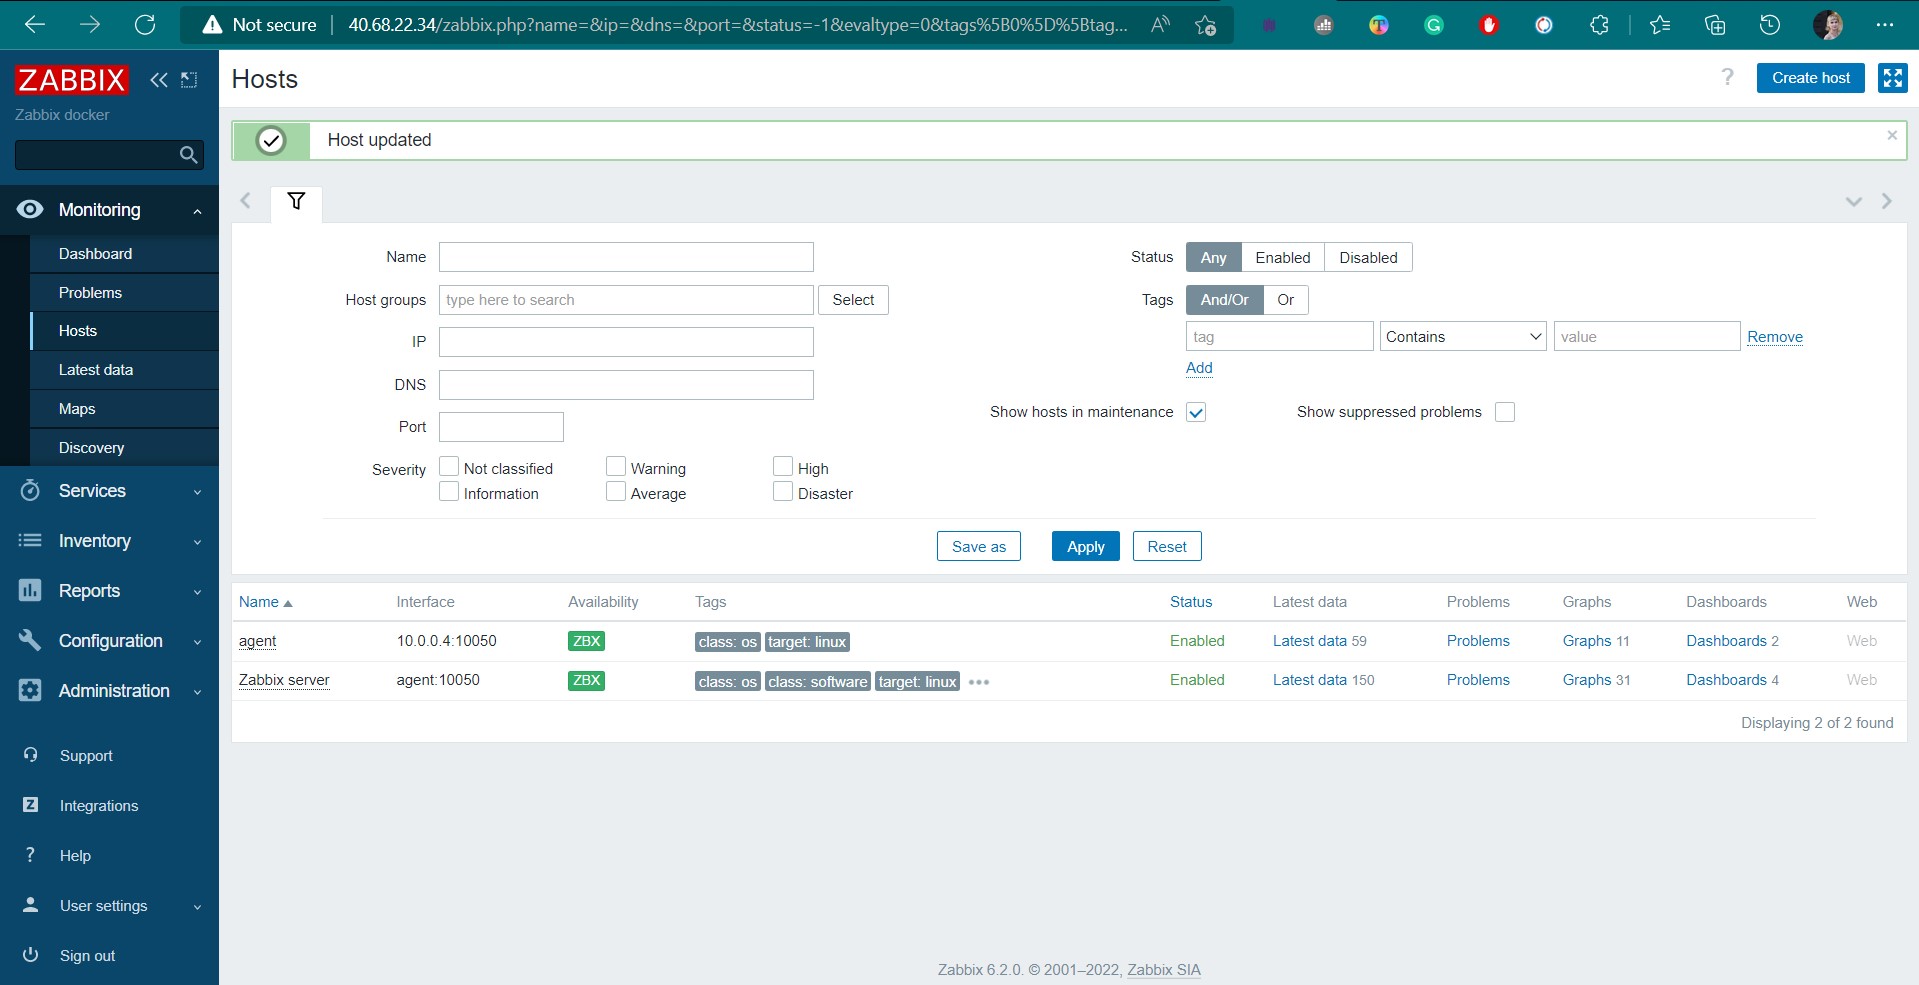 Not secure
40.68.22.34/zabbix.php?name=&ip=&dns=&port=&status=-1&evaltype=0&tags%5B0%5D%5Btag...
ZABBIX
Zabbix docker
Monitoring
Dashboard
Problems
Hosts
Latest data
Maps
Discovery
Services
Inventory
Reports
Configuration
Administration
Support
Z Integrations
? Help
User settings
Sign out
Hosts
? Create host
Host updated
Name
Host groups type here to search Select
IP
DNS
Port
Severity Not classified Warning High
Information Average Disaster
Status Any Enabled Disabled
Tags And/Or Or
tag Contains value Remove
Add
Show hosts in maintenance Show suppressed problems
Save as Apply Reset
Name Interface Availability Tags Status Latest data Problems Graphs Dashboards Web
agent 10.0.0.4:10050 ZBX class: os target: linux Enabled Latest data 59 Problems Graphs 11 Dashboards 2 Web
Zabbix server agent:10050 ZBX class: os class: software target: linux ••• Enabled Latest data 150 Problems Graphs 31 Dashboards 4 Web
Displaying 2 of 2 found
Zabbix 6.2.0. © 2001–2022, Zabbix SIA